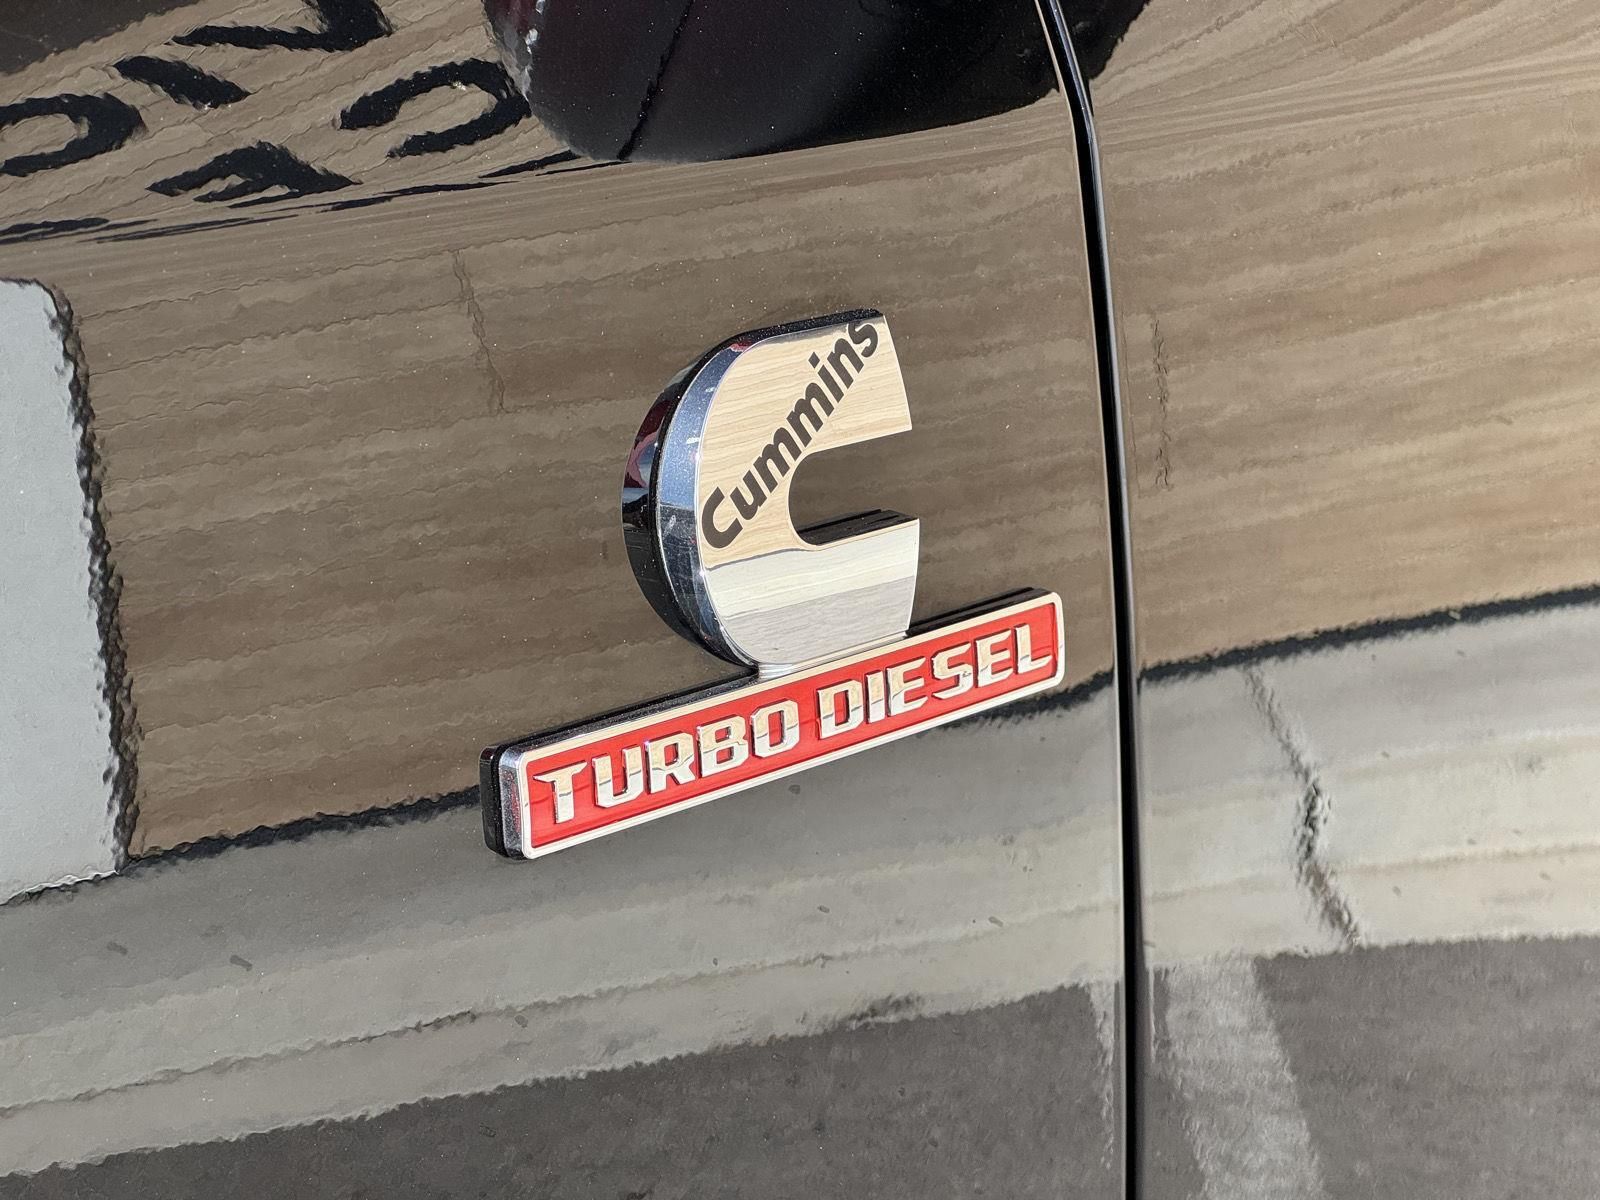 Cummins
TURBO DIESEL